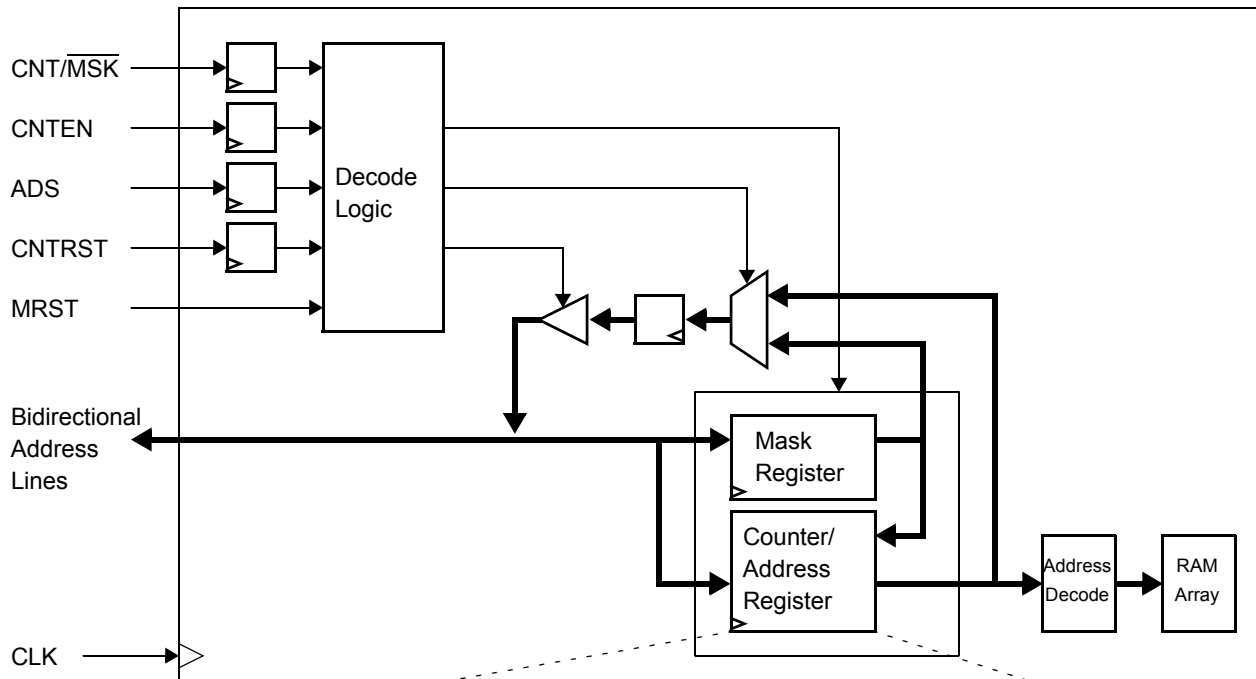 CNT/M̅S̅K̅
CNTEN
ADS
CNTRST
MRST
Decode
Logic
Bidirectional
Address
Lines
Mask
Register
Counter/
Address
Register
Address
Decode
RAM
Array
CLK